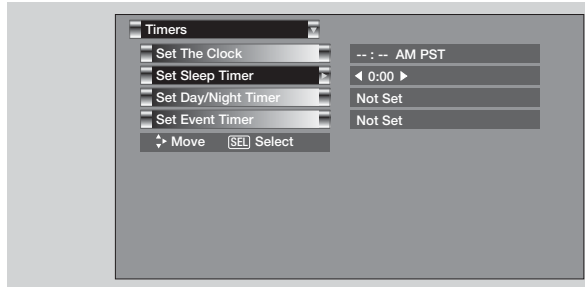 Timers
Set The Clock -- : -- AM PST
Set Sleep Timer 0:00
Set Day/Night Timer Not Set
Set Event Timer Not Set
Move SEL Select